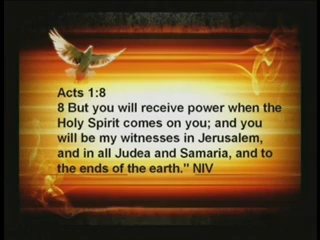 Acts 1:8
8 But you will receive power when the
Holy Spirit comes on you; and you
will be my witnesses in Jerusalem,
and in all Judea and Samaria, and to
the ends of the earth." NIV